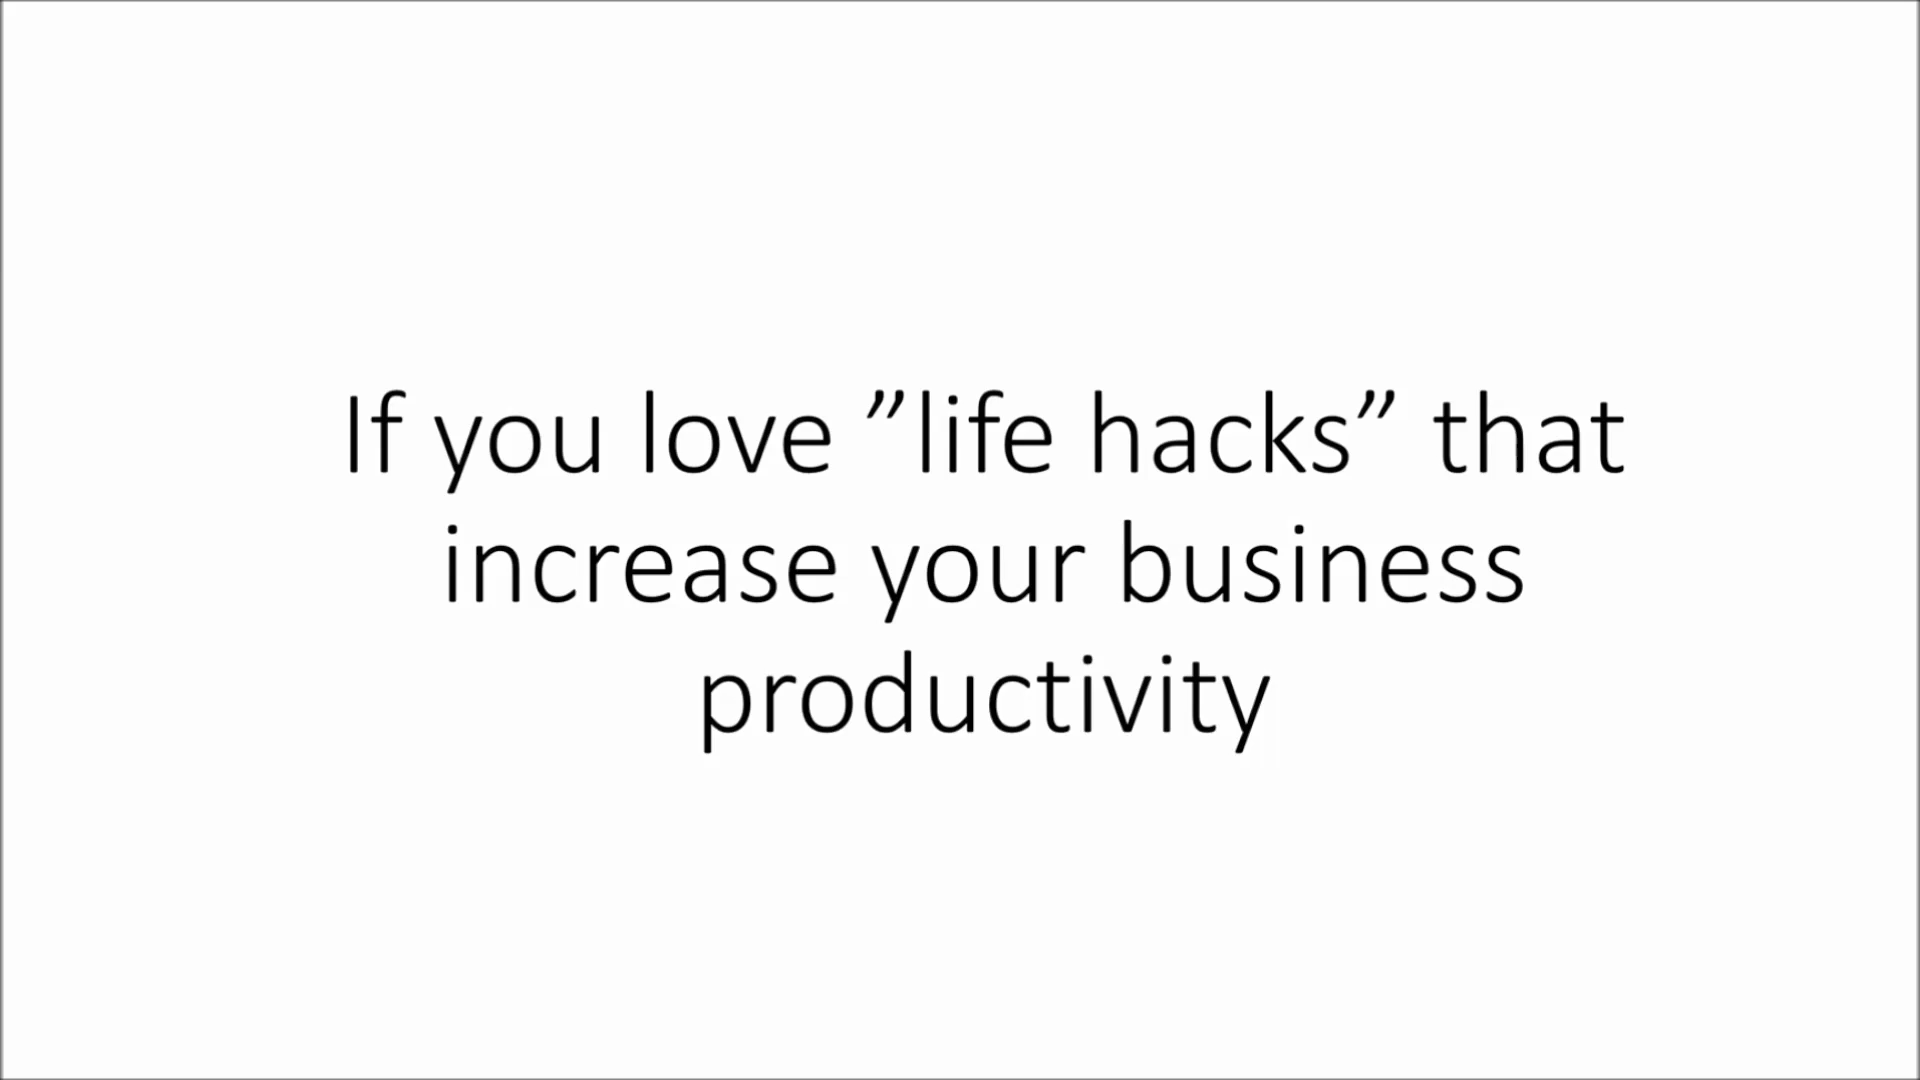 If you love ”life hacks” that
increase your business
productivity